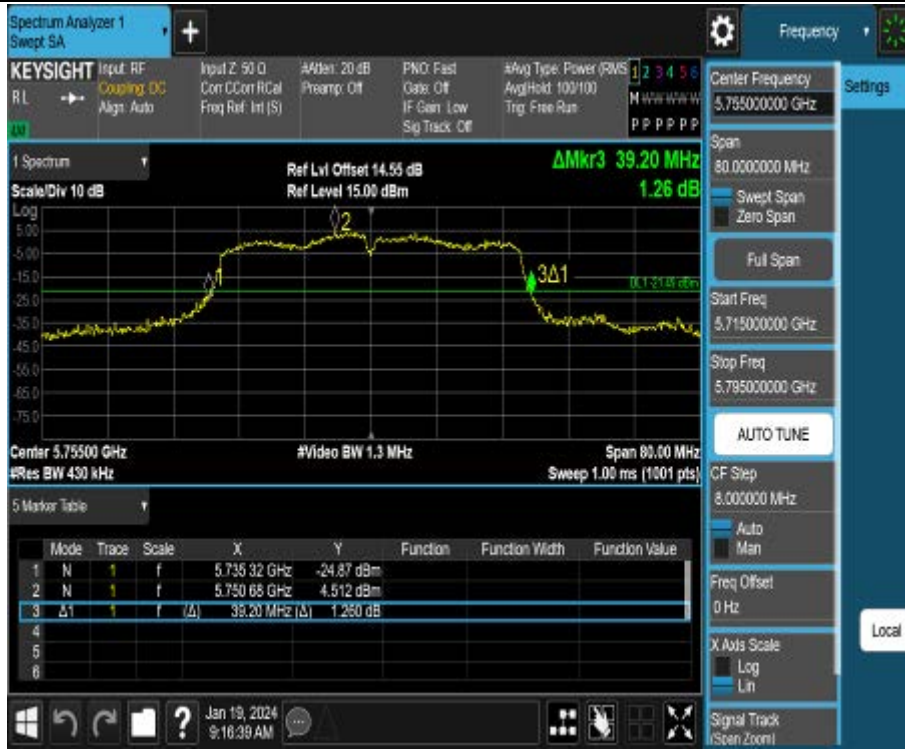 Spectrum Analyzer 1
Swept SA
+
Frequency
KEYSIGHT
RL
Input: RF
Coupling: DC
Align: Auto
Input Z: 50 Ω
Corr CCorr RCal
Freq Ref: Int (S)
#Atten: 20 dB
Preamp: Off
PNO: Fast
Gate: Off
IF Gain: Low
Sig Track: Off
#Avg Type: Power (RMS
Avg|Hold: 100/100
Trig: Free Run
1 2 3 4 5 6
M W W W W W
P P P P P P
1 Spectrum
Scale/Div 10 dB
Ref Lvl Offset 14.55 dB
Ref Level 15.00 dBm
ΔMkr3 39.20 MHz
1.26 dB
Log
5.00
-5.00
-15.0
-25.0
-35.0
-45.0
-55.0
-65.0
-75.0
1
2
3Δ1
DL1 -21.49 dBm
Center 5.75500 GHz
#Res BW 430 kHz
#Video BW 1.3 MHz
Span 80.00 MHz
Sweep 1.00 ms (1001 pts)
5 Marker Table
Mode Trace Scale X Y Function Function Width Function Value
1 N 1 f 5.735 32 GHz -24.87 dBm
2 N 1 f 5.750 68 GHz 4.512 dBm
3 Δ1 1 f (Δ) 39.20 MHz (Δ) 1.260 dB
4
5
6
Jan 19, 2024
9:16:39 AM
?
Center Frequency
5.755000000 GHz
Settings
Span
80.0000000 MHz
Swept Span
Zero Span
Full Span
Start Freq
5.715000000 GHz
Stop Freq
5.795000000 GHz
AUTO TUNE
CF Step
8.000000 MHz
Auto
Man
Freq Offset
0 Hz
X Axis Scale
Log
Lin
Local
Signal Track
(Span Zoom)